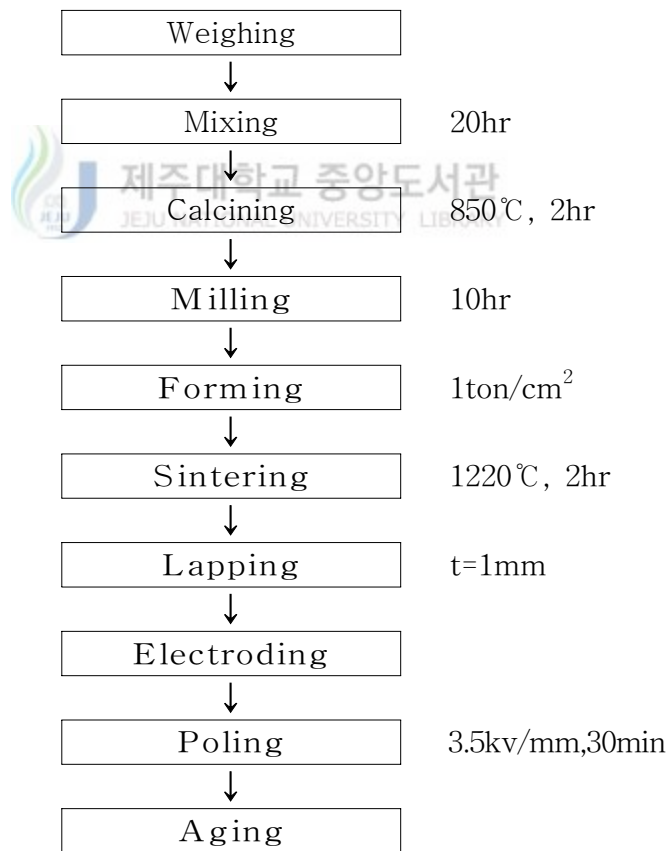 Weighing
Mixing 20hr
제주대학교 중앙도서관
JEJU NATIONAL UNIVERSITY LIBRARY
Calcining 850℃, 2hr
Milling 10hr
Forming 1ton/cm²
Sintering 1220℃, 2hr
Lapping t=1mm
Electroding
Poling 3.5kv/mm,30min
Aging